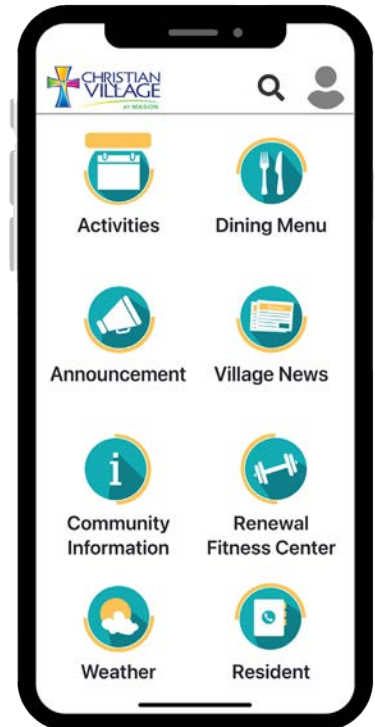 CHRISTIAN
VILLAGE
AT MASON
Activities
Dining Menu
Announcement
Village News
i
Community
Information
Renewal
Fitness Center
Weather
Resident